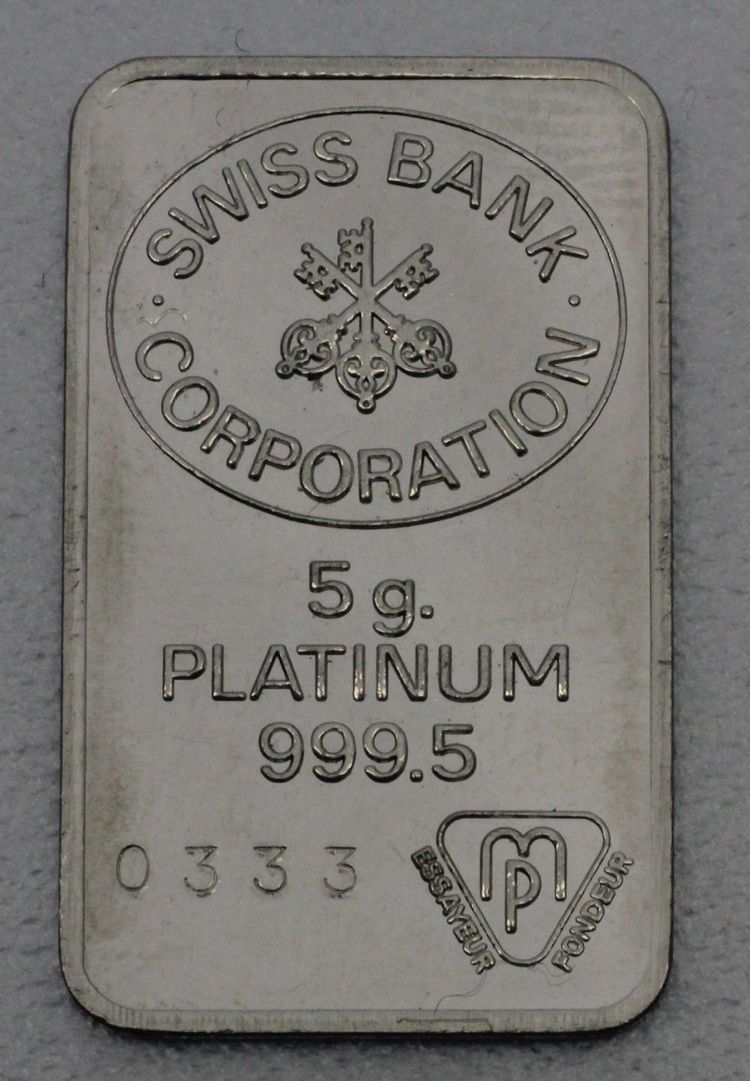 SWISS BANK
CORPORATION
5 g.
PLATINUM
999.5
0333
MP
ESSAYEUR
FONDEUR